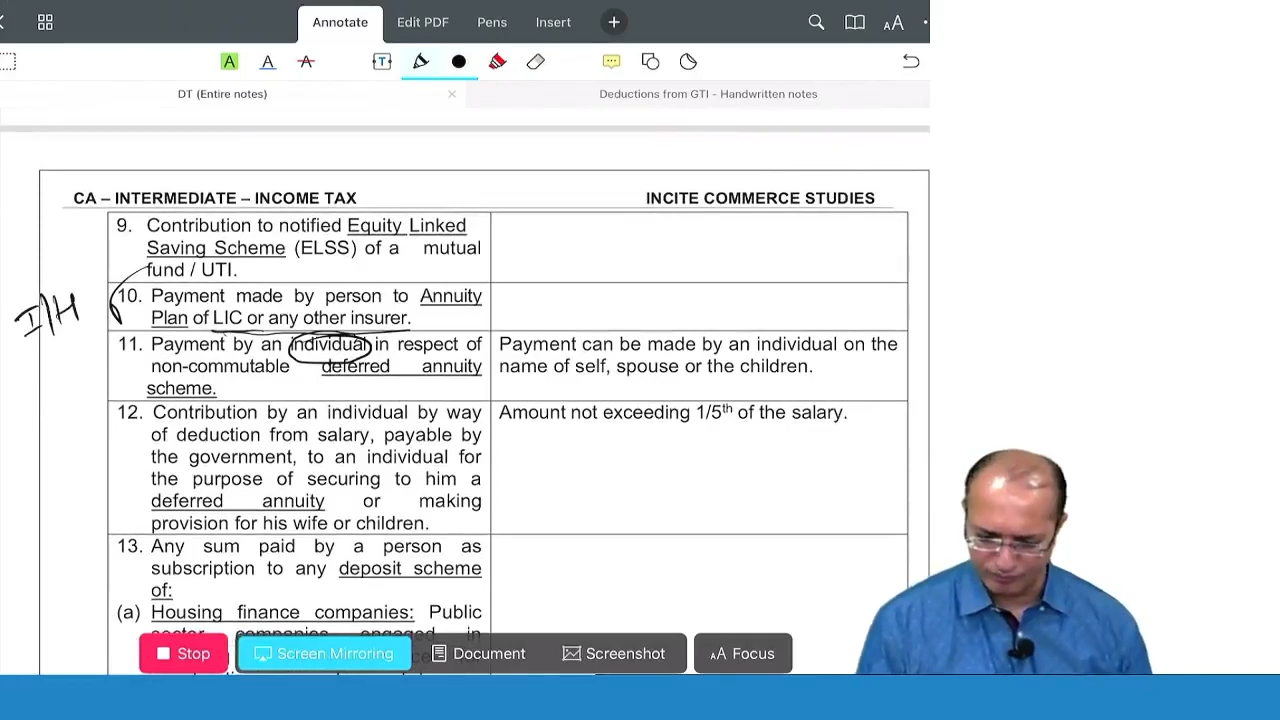 Annotate Edit PDF Pens Insert
DT (Entire notes) Deductions from GTI - Handwritten notes
CA – INTERMEDIATE – INCOME TAX INCITE COMMERCE STUDIES
9. Contribution to notified Equity Linked
Saving Scheme (ELSS) of a mutual
fund / UTI.
I/H
10. Payment made by person to Annuity
Plan of LIC or any other insurer.
11. Payment by an individual in respect of
non-commutable deferred annuity
scheme.
Payment can be made by an individual on the
name of self, spouse or the children.
12. Contribution by an individual by way
of deduction from salary, payable by
the government, to an individual for
the purpose of securing to him a
deferred annuity or making
provision for his wife or children.
Amount not exceeding 1/5th of the salary.
13. Any sum paid by a person as
subscription to any deposit scheme
of:
(a) Housing finance companies: Public
sector companies engaged in
Stop Screen Mirroring Document Screenshot AA Focus